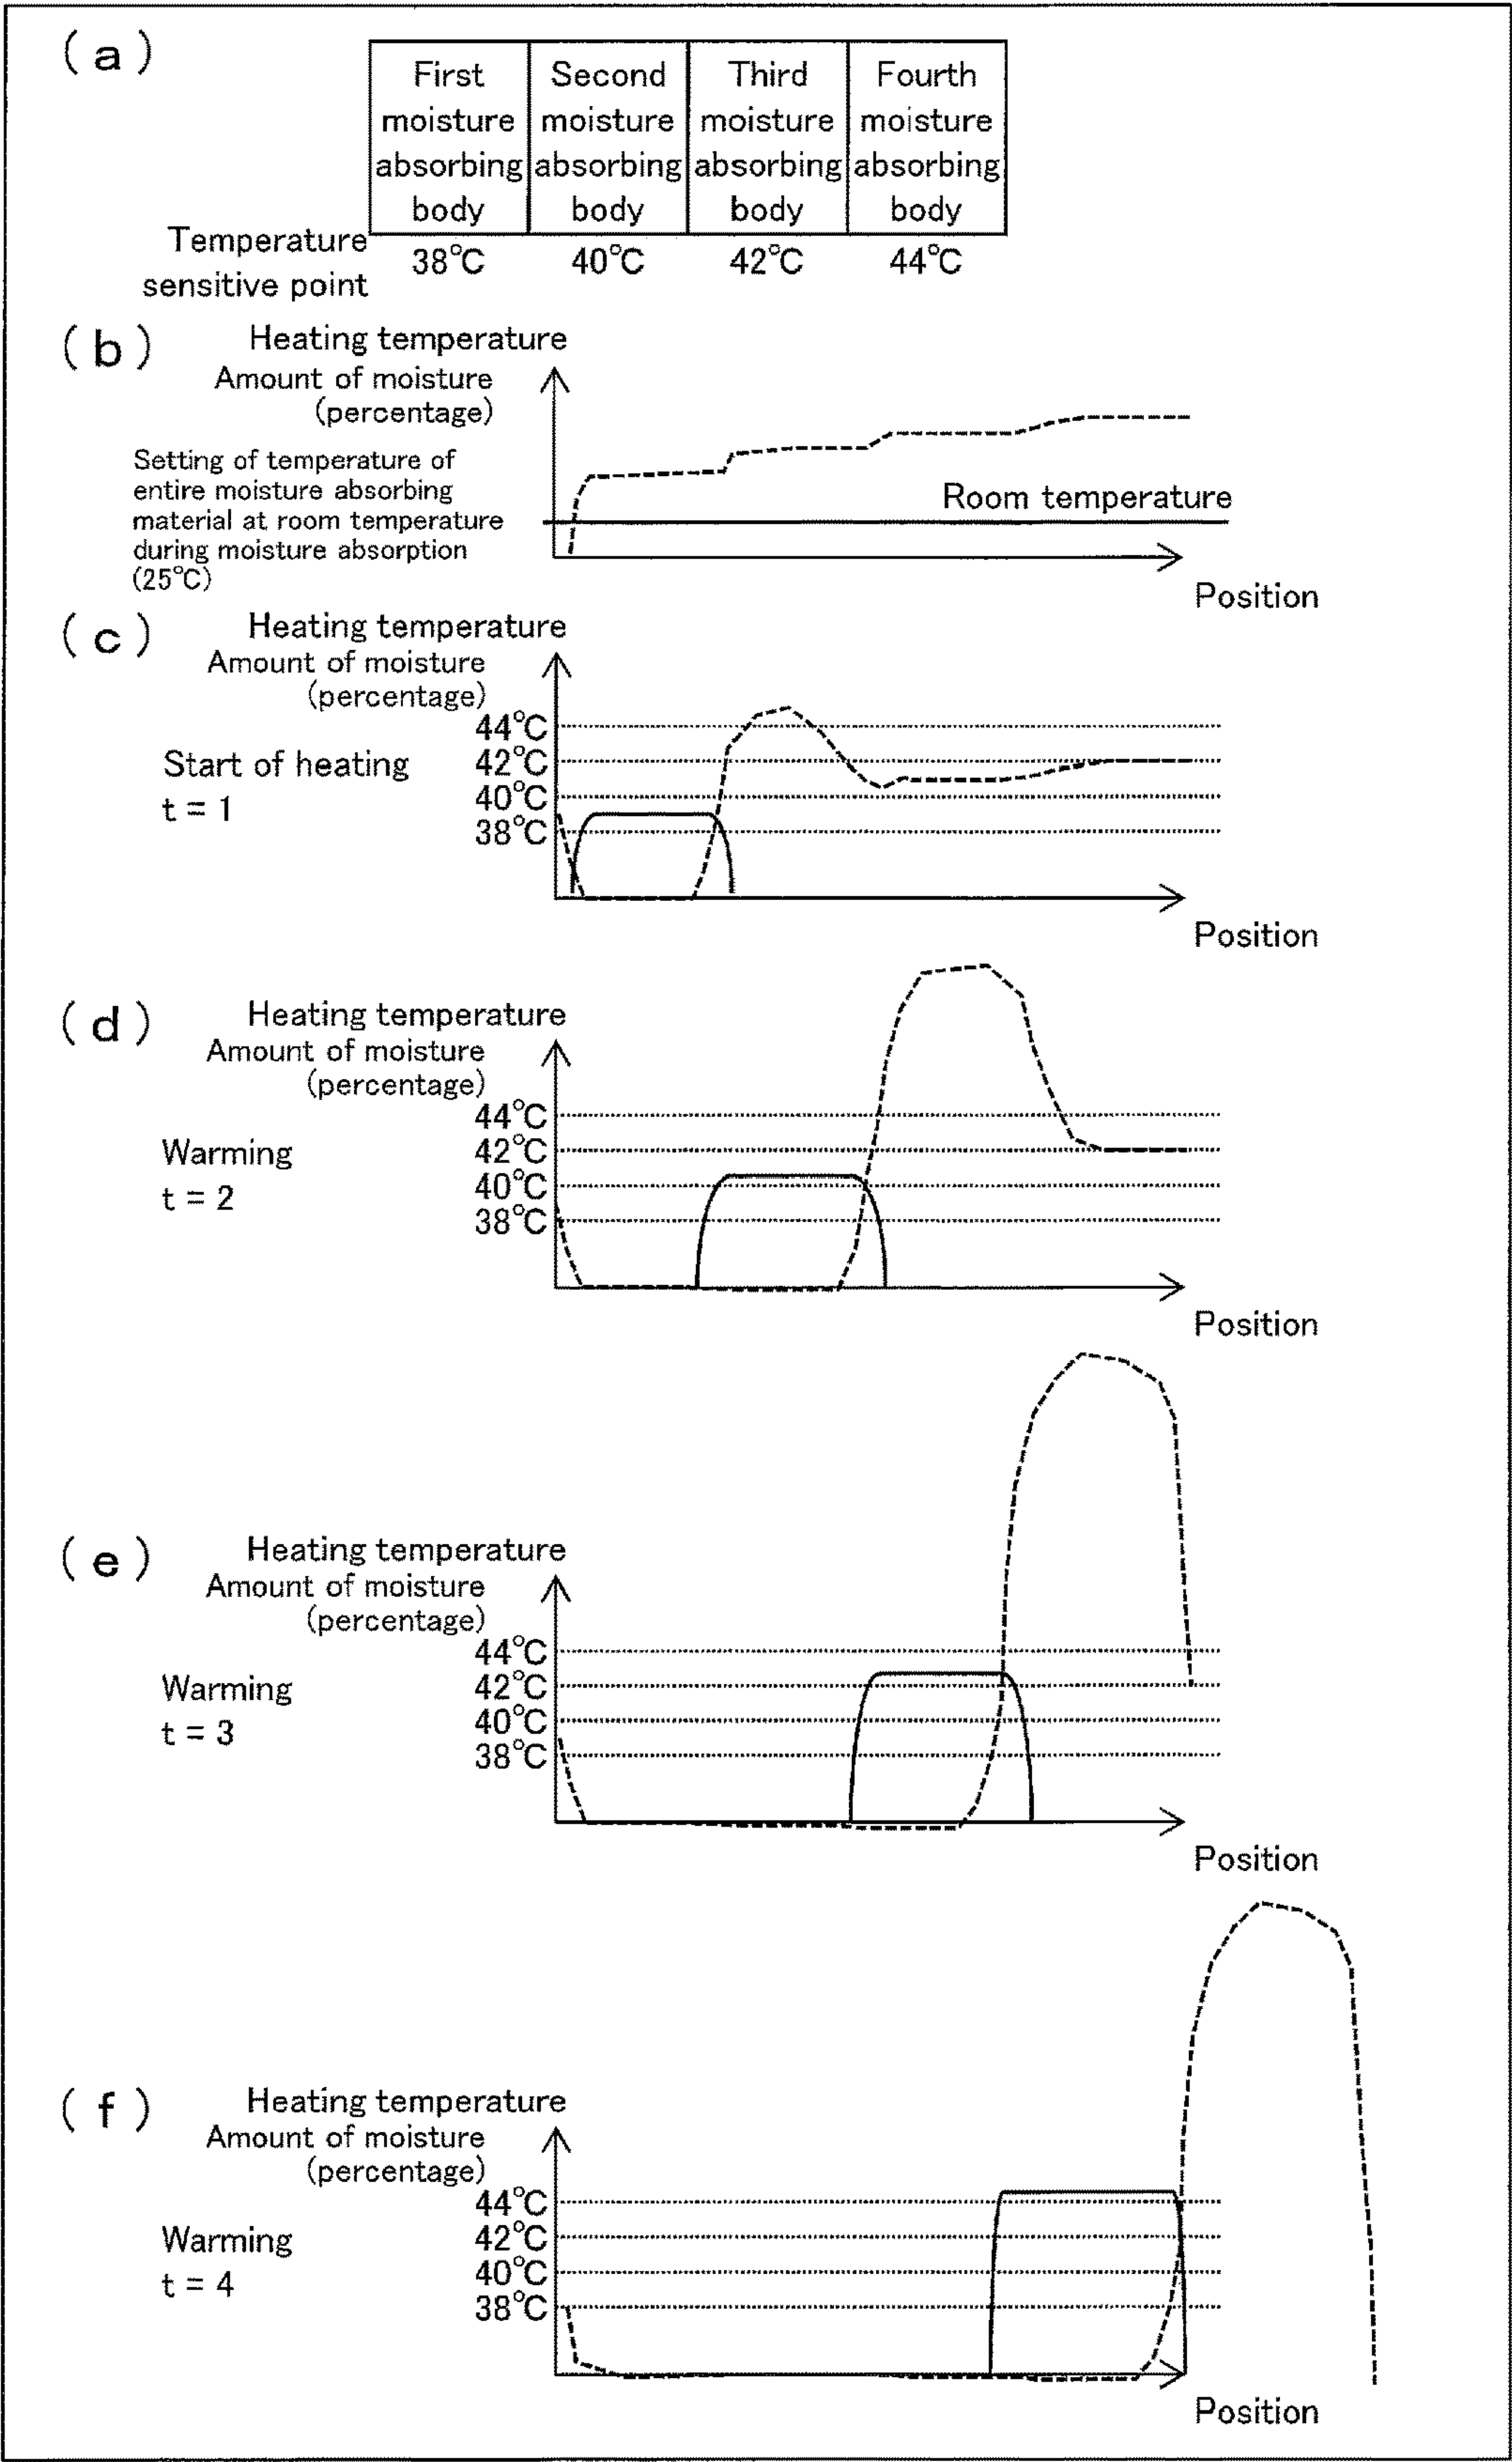 (a)
First Second Third Fourth
moisture moisture moisture moisture
absorbing absorbing absorbing absorbing
body body body body
Temperature
sensitive point
38℃ 40℃ 42℃ 44℃
(b)
Heating temperature
Amount of moisture
(percentage)
Setting of temperature of
entire moisture absorbing
material at room temperature
during moisture absorption
(25℃)
Room temperature
Position
(c)
Heating temperature
Amount of moisture
(percentage)
44℃
42℃
40℃
38℃
Start of heating
t = 1
Position
(d)
Heating temperature
Amount of moisture
(percentage)
44℃
42℃
40℃
38℃
Warming
t = 2
Position
(e)
Heating temperature
Amount of moisture
(percentage)
44℃
42℃
40℃
38℃
Warming
t = 3
Position
(f)
Heating temperature
Amount of moisture
(percentage)
44℃
42℃
40℃
38℃
Warming
t = 4
Position